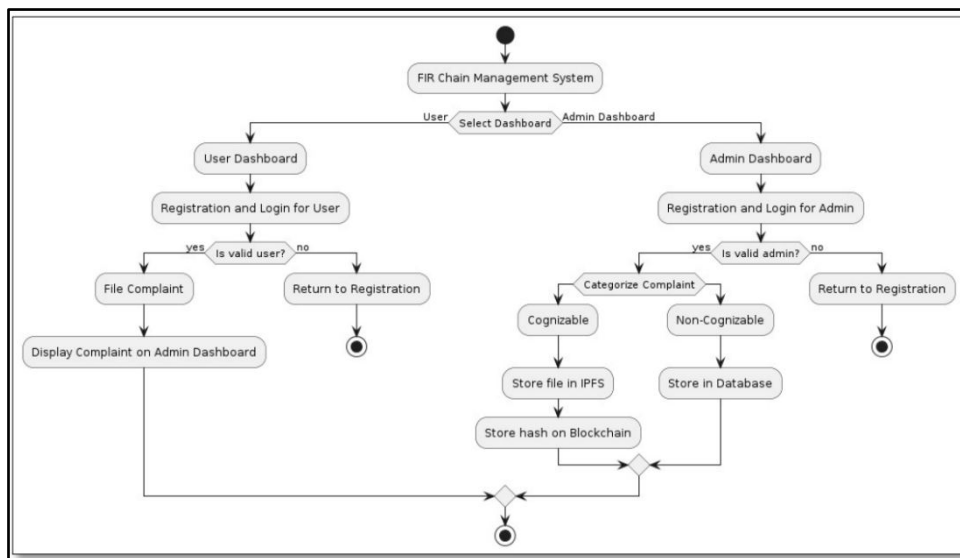 FIR Chain Management System
User
Select Dashboard
Admin Dashboard
User Dashboard
Admin Dashboard
Registration and Login for User
Registration and Login for Admin
yes
Is valid user?
no
yes
Is valid admin?
no
File Complaint
Return to Registration
Categorize Complaint
Return to Registration
Cognizable
Non-Cognizable
Display Complaint on Admin Dashboard
Store file in IPFS
Store in Database
Store hash on Blockchain